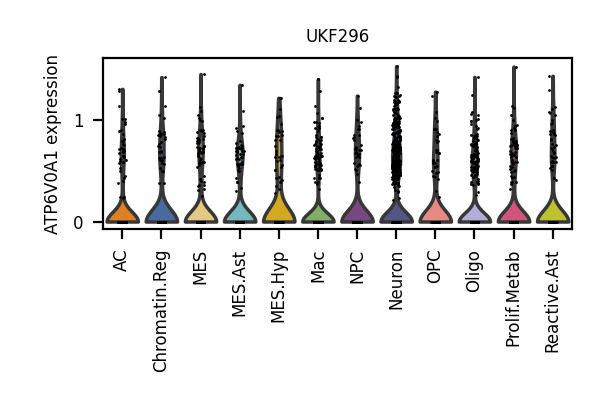 UKF296
ATP6V0A1 expression
1
0
AC
Chromatin.Reg
MES
MES.Ast
MES.Hyp
Mac
NPC
Neuron
OPC
Oligo
Prolif.Metab
Reactive.Ast